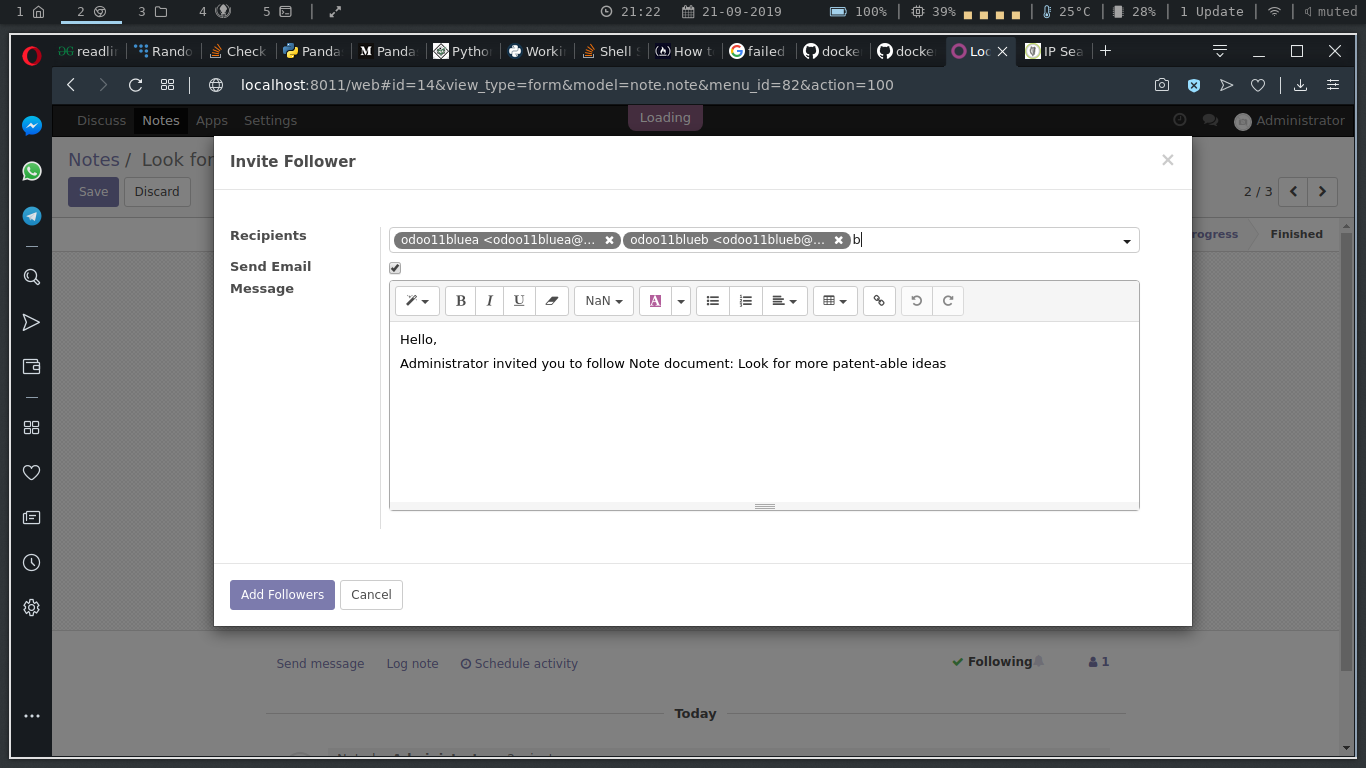 1 2 3 4 5 21:22 21-09-2019 100% 39% 25°C 28% 1 Update muted
readlin Rando Check Panda Panda Pytho Worki Shell S How t failed docke docke Loc IP Sea
localhost:8011/web#id=14&view_type=form&model=note.note&menu_id=82&action=100
Discuss Notes Apps Settings Loading Administrator
Notes / Look for
Save Discard 2 / 3
rogress Finished
Invite Follower ×
Recipients odoo11bluea <odoo11bluea@... odoo11blueb <odoo11blueb@... b
Send Email
Message
B I U NaN A
Hello,
Administrator invited you to follow Note document: Look for more patent-able ideas
Add Followers Cancel
Send message Log note Schedule activity Following 1
Today